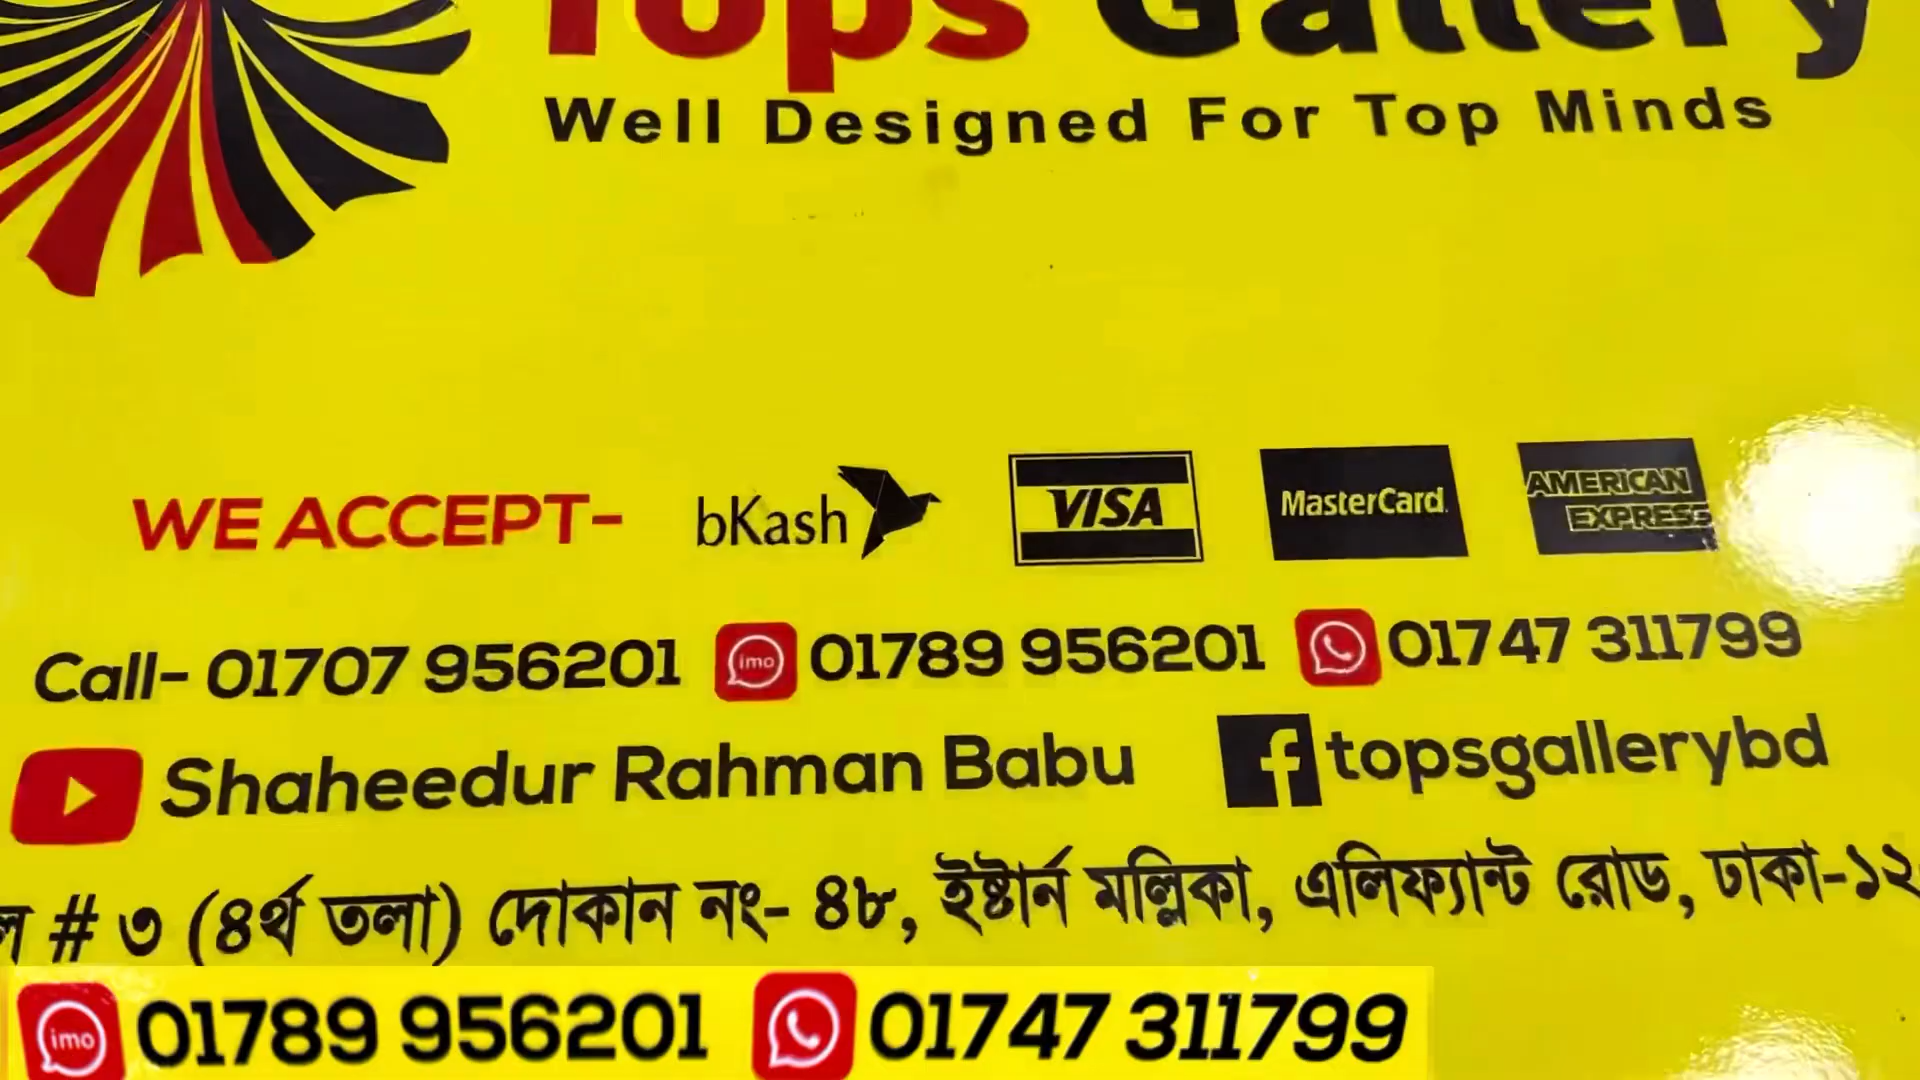 Tops Gallery
Well Designed For Top Minds
WE ACCEPT- bKash VISA MasterCard AMERICAN EXPRESS
Call- 01707 956201 imo 01789 956201 01747 311799
Shaheedur Rahman Babu f topsgallerybd
# ৩ (৪র্থ তলা) দোকান নং- ৪৮, ইষ্টার্ন মল্লিকা, এলিফ্যান্ট রোড, ঢাকা-১২
imo 01789 956201 01747 311799